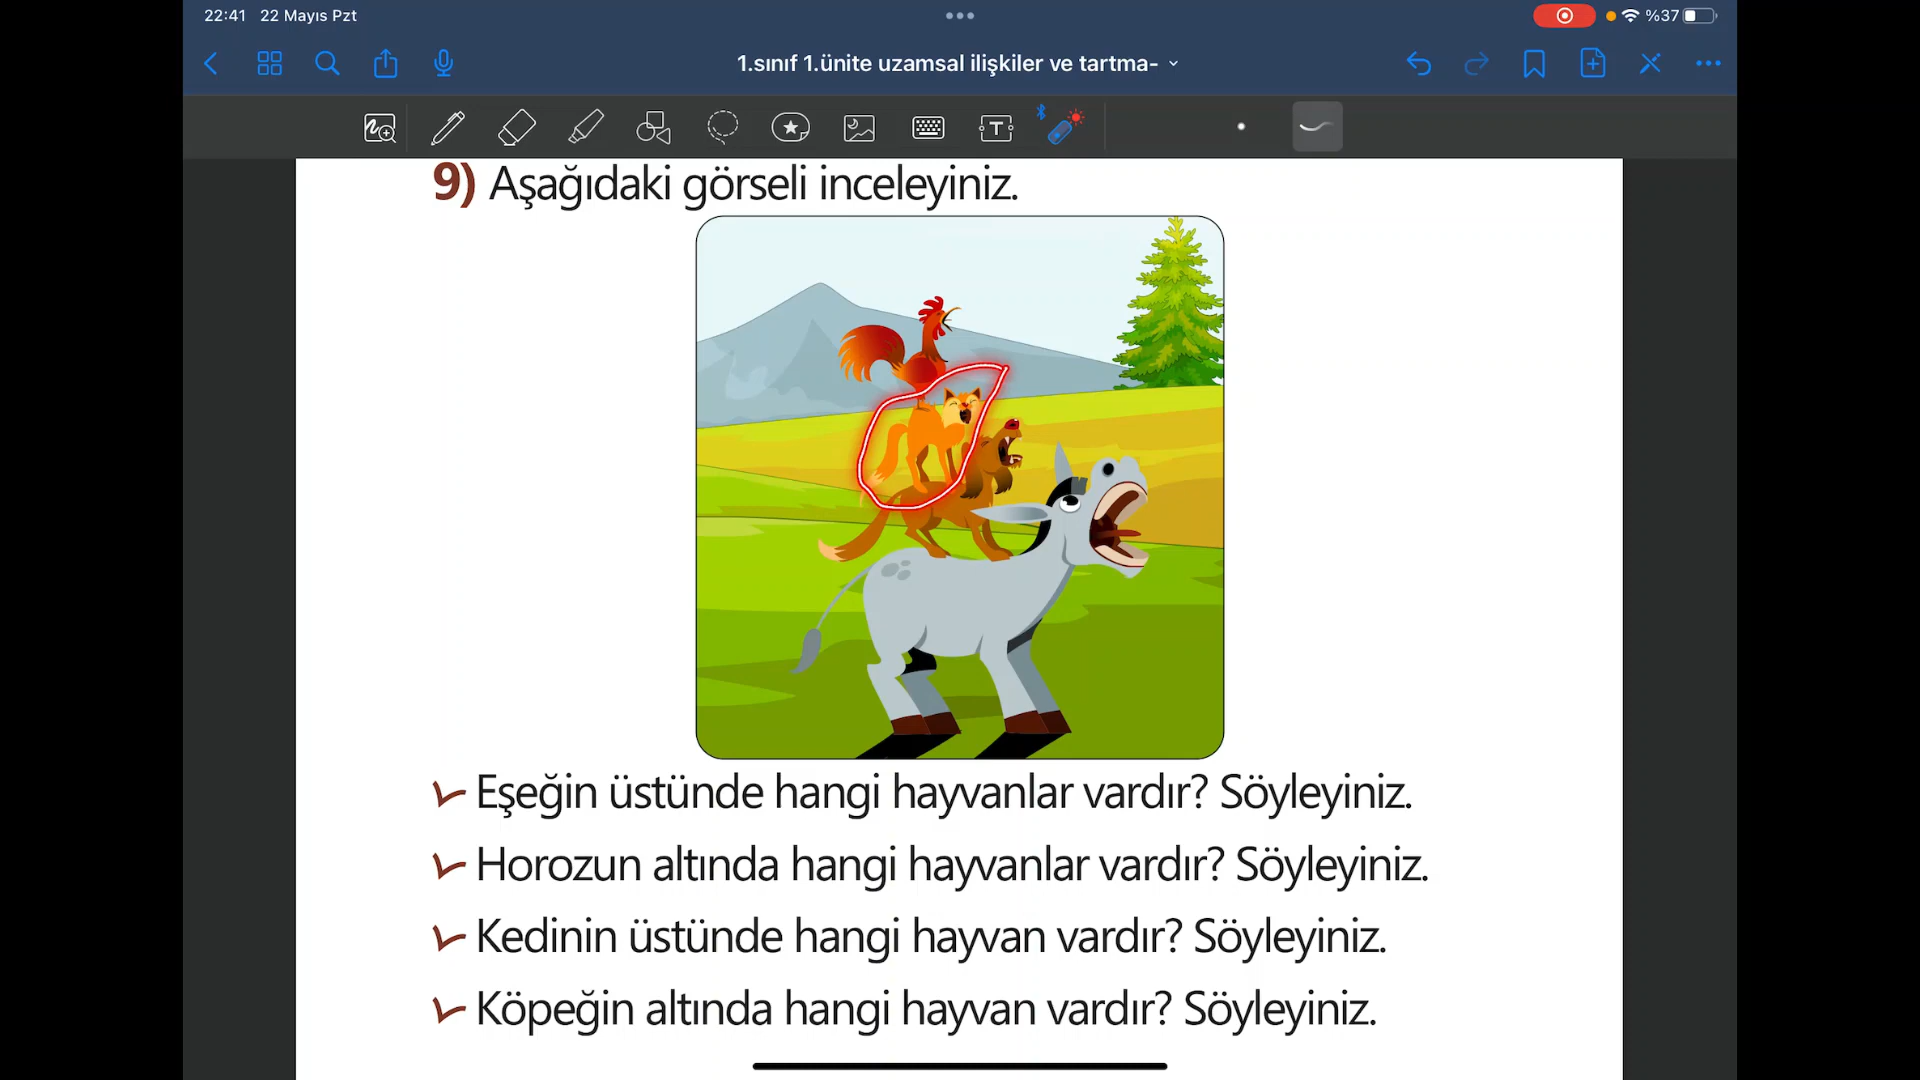 22:41 22 Mayıs Pzt
%37
1.sınıf 1.ünite uzamsal ilişkiler ve tartma-
T
9) Aşağıdaki görseli inceleyiniz.
Eşeğin üstünde hangi hayvanlar vardır? Söyleyiniz.
Horozun altında hangi hayvanlar vardır? Söyleyiniz.
Kedinin üstünde hangi hayvan vardır? Söyleyiniz.
Köpeğin altında hangi hayvan vardır? Söyleyiniz.